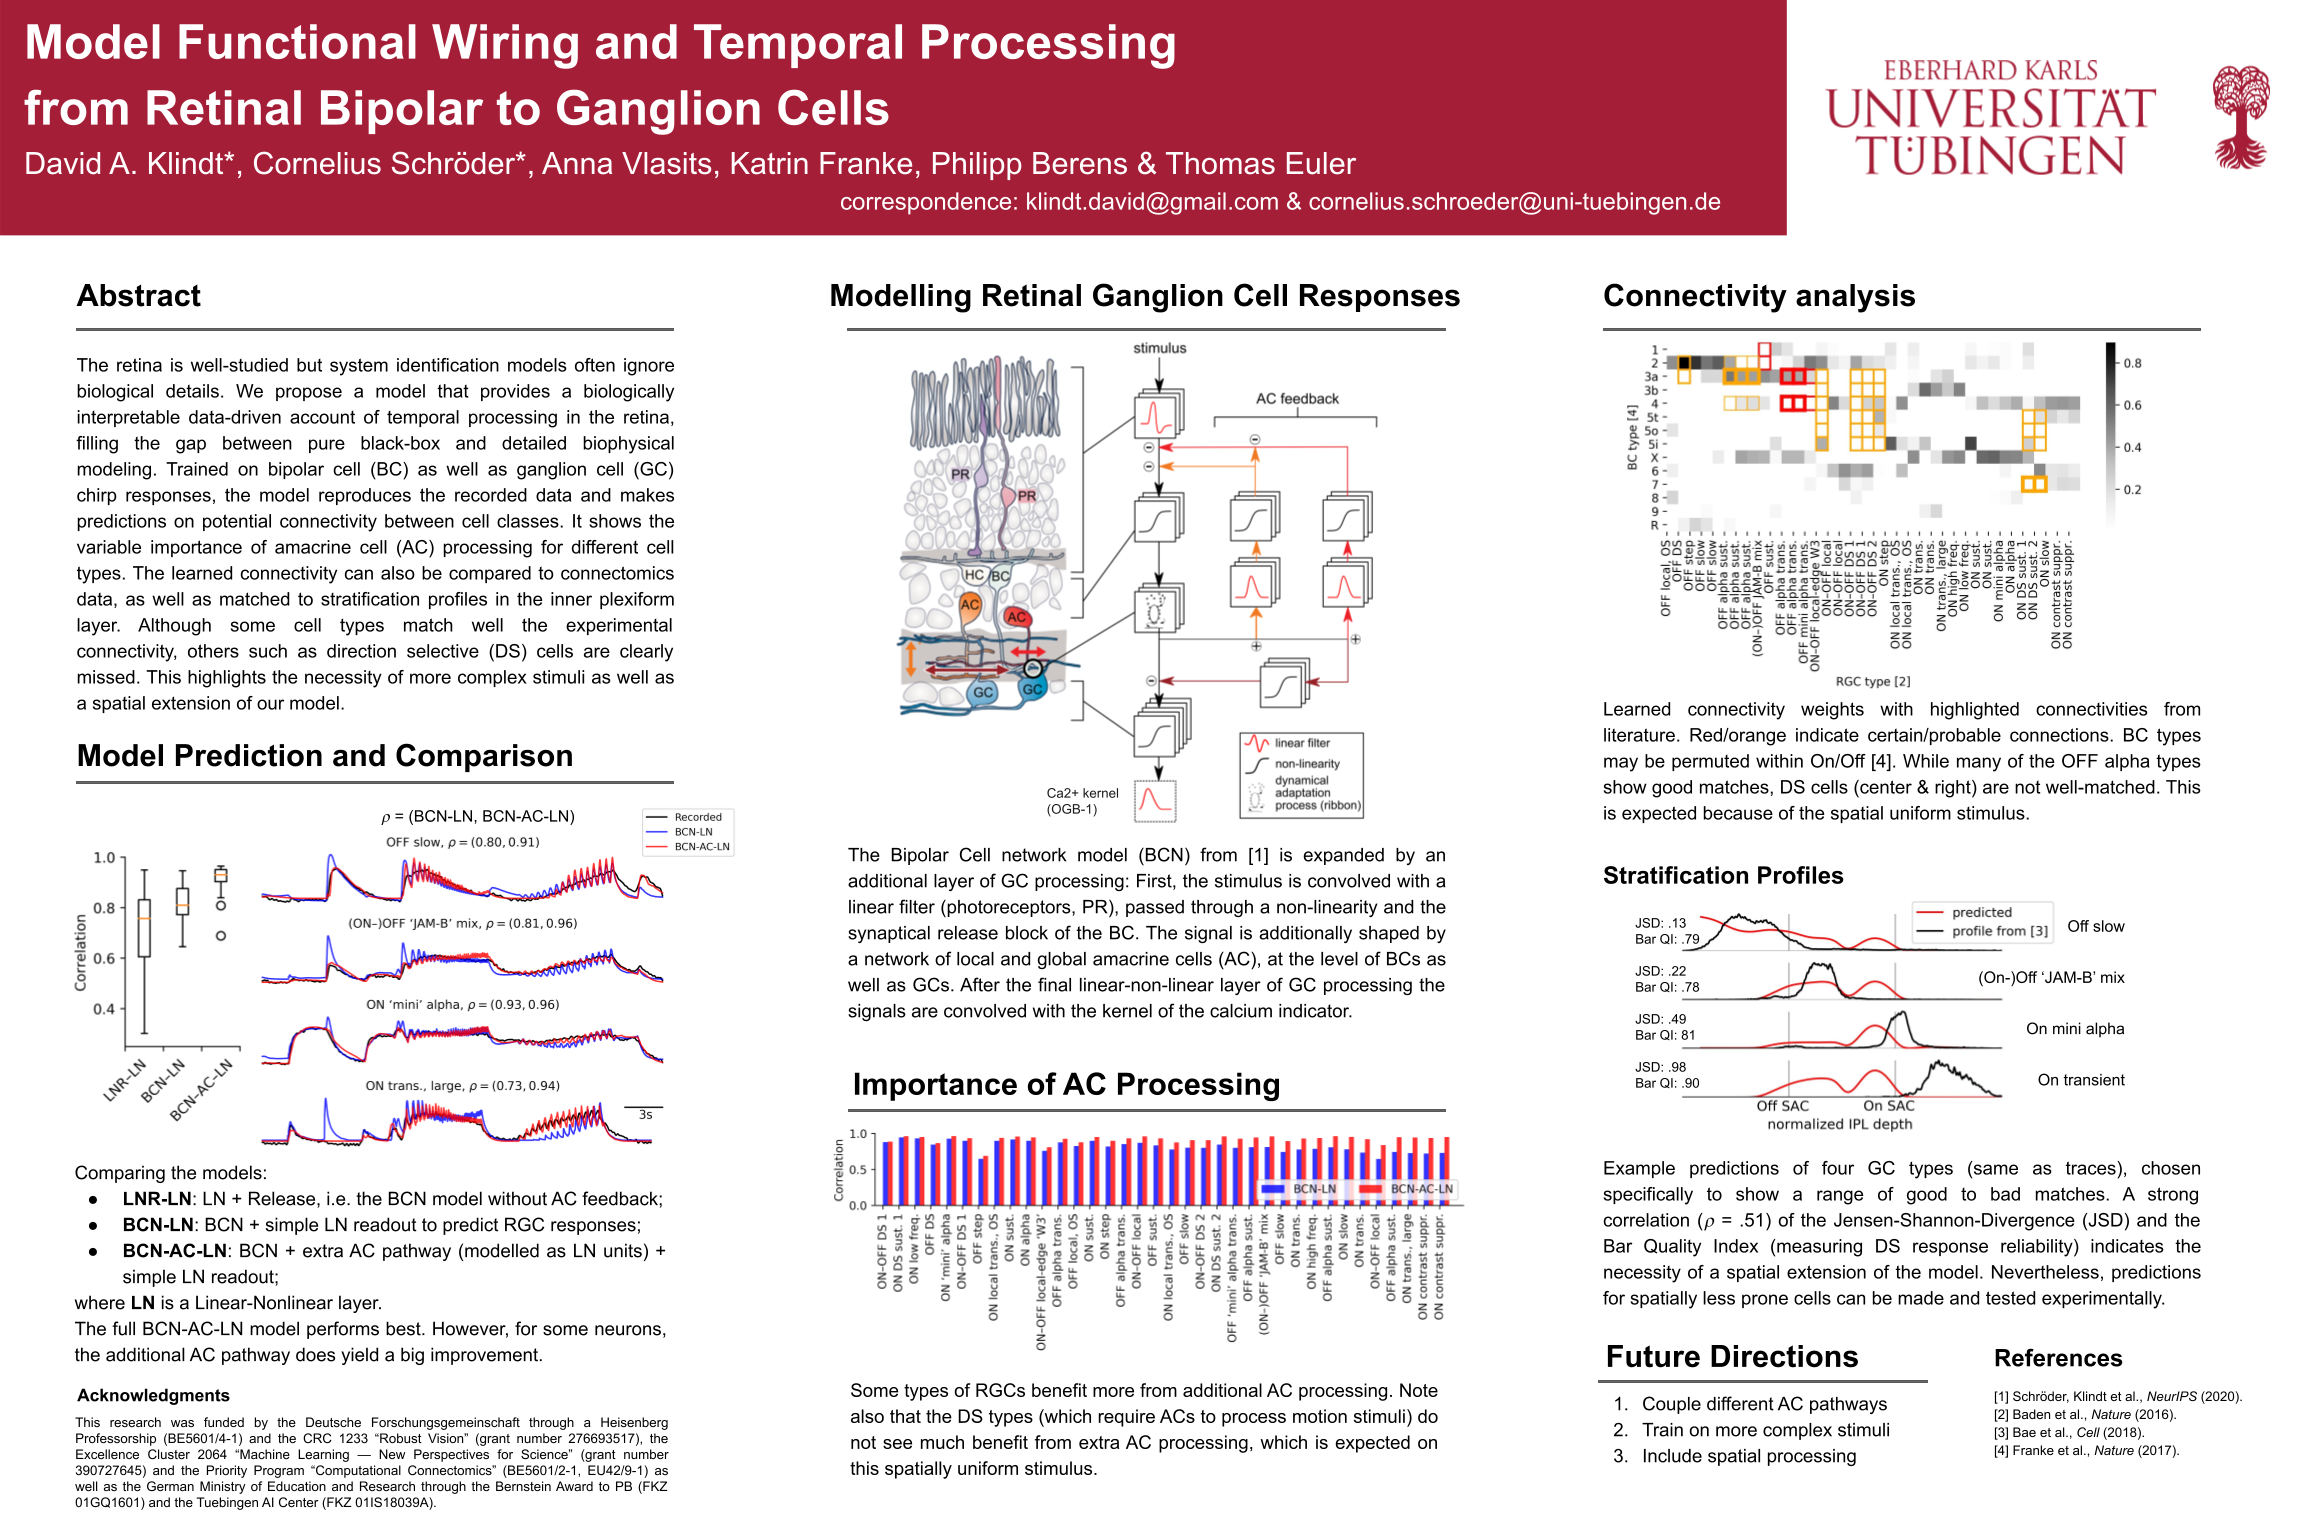 Model Functional Wiring and Temporal Processing
from Retinal Bipolar to Ganglion Cells
David A. Klindt*, Cornelius Schröder*, Anna Vlasits, Katrin Franke, Philipp Berens & Thomas Euler
correspondence: klindt.david@gmail.com & cornelius.schroeder@uni-tuebingen.de
EBERHARD KARLS
UNIVERSITÄT
TÜBINGEN
Abstract
The retina is well-studied but system identification models often ignore
biological details. We propose a model that provides a biologically
interpretable data-driven account of temporal processing in the retina,
filling the gap between pure black-box and detailed biophysical
modeling. Trained on bipolar cell (BC) as well as ganglion cell (GC)
chirp responses, the model reproduces the recorded data and makes
predictions on potential connectivity between cell classes. It shows the
variable importance of amacrine cell (AC) processing for different cell
types. The learned connectivity can also be compared to connectomics
data, as well as matched to stratification profiles in the inner plexiform
layer. Although some cell types match well the experimental
connectivity, others such as direction selective (DS) cells are clearly
missed. This highlights the necessity of more complex stimuli as well as
a spatial extension of our model.
Model Prediction and Comparison
ρ = (BCN-LN, BCN-AC-LN)
Recorded
BCN-LN
BCN-AC-LN
OFF slow, ρ = (0.80, 0.91)
(ON–)OFF 'JAM-B' mix, ρ = (0.81, 0.96)
ON 'mini' alpha, ρ = (0.93, 0.96)
ON trans., large, ρ = (0.73, 0.94)
3s
Correlation
1.0
0.8
0.6
0.4
LNR–LN
BCN–LN
BCN–AC–LN
Comparing the models:
● LNR-LN: LN + Release, i.e. the BCN model without AC feedback;
● BCN-LN: BCN + simple LN readout to predict RGC responses;
● BCN-AC-LN: BCN + extra AC pathway (modelled as LN units) +
simple LN readout;
where LN is a Linear-Nonlinear layer.
The full BCN-AC-LN model performs best. However, for some neurons,
the additional AC pathway does yield a big improvement.
Acknowledgments
This research was funded by the Deutsche Forschungsgemeinschaft through a Heisenberg
Professorship (BE5601/4-1) and the CRC 1233 “Robust Vision” (grant number 276693517), the
Excellence Cluster 2064 “Machine Learning — New Perspectives for Science” (grant number
390727645) and the Priority Program “Computational Connectomics” (BE5601/2-1, EU42/9-1) as
well as the German Ministry of Education and Research through the Bernstein Award to PB (FKZ
01GQ1601) and the Tuebingen AI Center (FKZ 01IS18039A).
Modelling Retinal Ganglion Cell Responses
stimulus
AC feedback
PR
PR
HC
BC
AC
AC
GC
GC
linear filter
non-linearity
dynamical
adaptation
process (ribbon)
Ca2+ kernel
(OGB-1)
The Bipolar Cell network model (BCN) from [1] is expanded by an
additional layer of GC processing: First, the stimulus is convolved with a
linear filter (photoreceptors, PR), passed through a non-linearity and the
synaptical release block of the BC. The signal is additionally shaped by
a network of local and global amacrine cells (AC), at the level of BCs as
well as GCs. After the final linear-non-linear layer of GC processing the
signals are convolved with the kernel of the calcium indicator.
Importance of AC Processing
Correlation
1.0
0.5
0.0
BCN-LN
BCN-AC-LN
ON–OFF DS 1
ON DS sust. 1
ON low freq.
OFF DS
ON 'mini' alpha
ON–OFF DS 1
OFF step
ON local trans., OS
ON sust.
ON alpha
ON–OFF local-edge 'W3'
OFF alpha trans.
OFF local, OS
ON sust.
ON step
OFF alpha trans.
ON–OFF local
OFF sust.
ON local trans., OS
OFF slow
ON–OFF DS 2
ON DS sust. 2
OFF 'mini' alpha trans.
OFF alpha sust.
(ON–)OFF 'JAM-B' mix
OFF slow
ON trans.
ON high freq.
OFF alpha sust.
ON slow
ON trans.
ON–OFF local
OFF alpha sust.
ON trans., large
ON contrast suppr.
ON contrast suppr.
Some types of RGCs benefit more from additional AC processing. Note
also that the DS types (which require ACs to process motion stimuli) do
not see much benefit from extra AC processing, which is expected on
this spatially uniform stimulus.
Connectivity analysis
BC type [4]
1
2
3a
3b
4
5t
5o
5i
X
6
7
8
9
R
0.8
0.6
0.4
0.2
OFF local, OS
OFF DS
OFF step
OFF slow
OFF slow
OFF alpha sust.
OFF alpha sust.
OFF alpha sust.
(ON–)OFF JAM-B mix
OFF sust.
OFF alpha trans.
OFF alpha trans.
OFF mini alpha trans.
ON–OFF local-edge W3
ON–OFF local
ON–OFF local
ON–OFF DS 1
ON–OFF DS 1
ON–OFF DS 2
ON step
ON local trans., OS
ON local trans., OS
ON trans.
ON trans.
ON trans., large
ON high freq.
ON low freq.
ON sust.
ON sust.
ON mini alpha
ON alpha
ON DS sust. 1
ON DS sust. 2
ON slow
ON contrast suppr.
ON contrast suppr.
RGC type [2]
Learned connectivity weights with highlighted connectivities from
literature. Red/orange indicate certain/probable connections. BC types
may be permuted within On/Off [4]. While many of the OFF alpha types
show good matches, DS cells (center & right) are not well-matched. This
is expected because of the spatial uniform stimulus.
Stratification Profiles
predicted
profile from [3]
JSD: .13
Bar QI: .79
Off slow
JSD: .22
Bar QI: .78
(On-)Off ‘JAM-B’ mix
JSD: .49
Bar QI: 81
On mini alpha
JSD: .98
Bar QI: .90
On transient
Off SAC
On SAC
normalized IPL depth
Example predictions of four GC types (same as traces), chosen
specifically to show a range of good to bad matches. A strong
correlation (ρ = .51) of the Jensen-Shannon-Divergence (JSD) and the
Bar Quality Index (measuring DS response reliability) indicates the
necessity of a spatial extension of the model. Nevertheless, predictions
for spatially less prone cells can be made and tested experimentally.
Future Directions
1. Couple different AC pathways
2. Train on more complex stimuli
3. Include spatial processing
References
[1] Schröder, Klindt et al., NeurIPS (2020).
[2] Baden et al., Nature (2016).
[3] Bae et al., Cell (2018).
[4] Franke et al., Nature (2017).